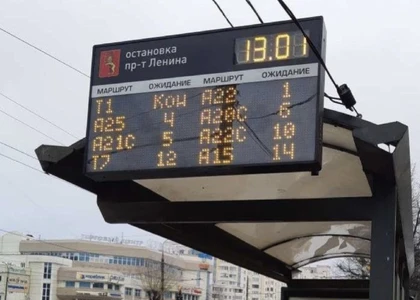 остановка
пр-т Ленина
13.01
МАРШРУТ ОЖИДАНИЕ МАРШРУТ ОЖИДАНИЕ
Т1 Кош А22 1
А25 4 А20С 6
А21С 5 А22С 10
Т7 12 А15 14